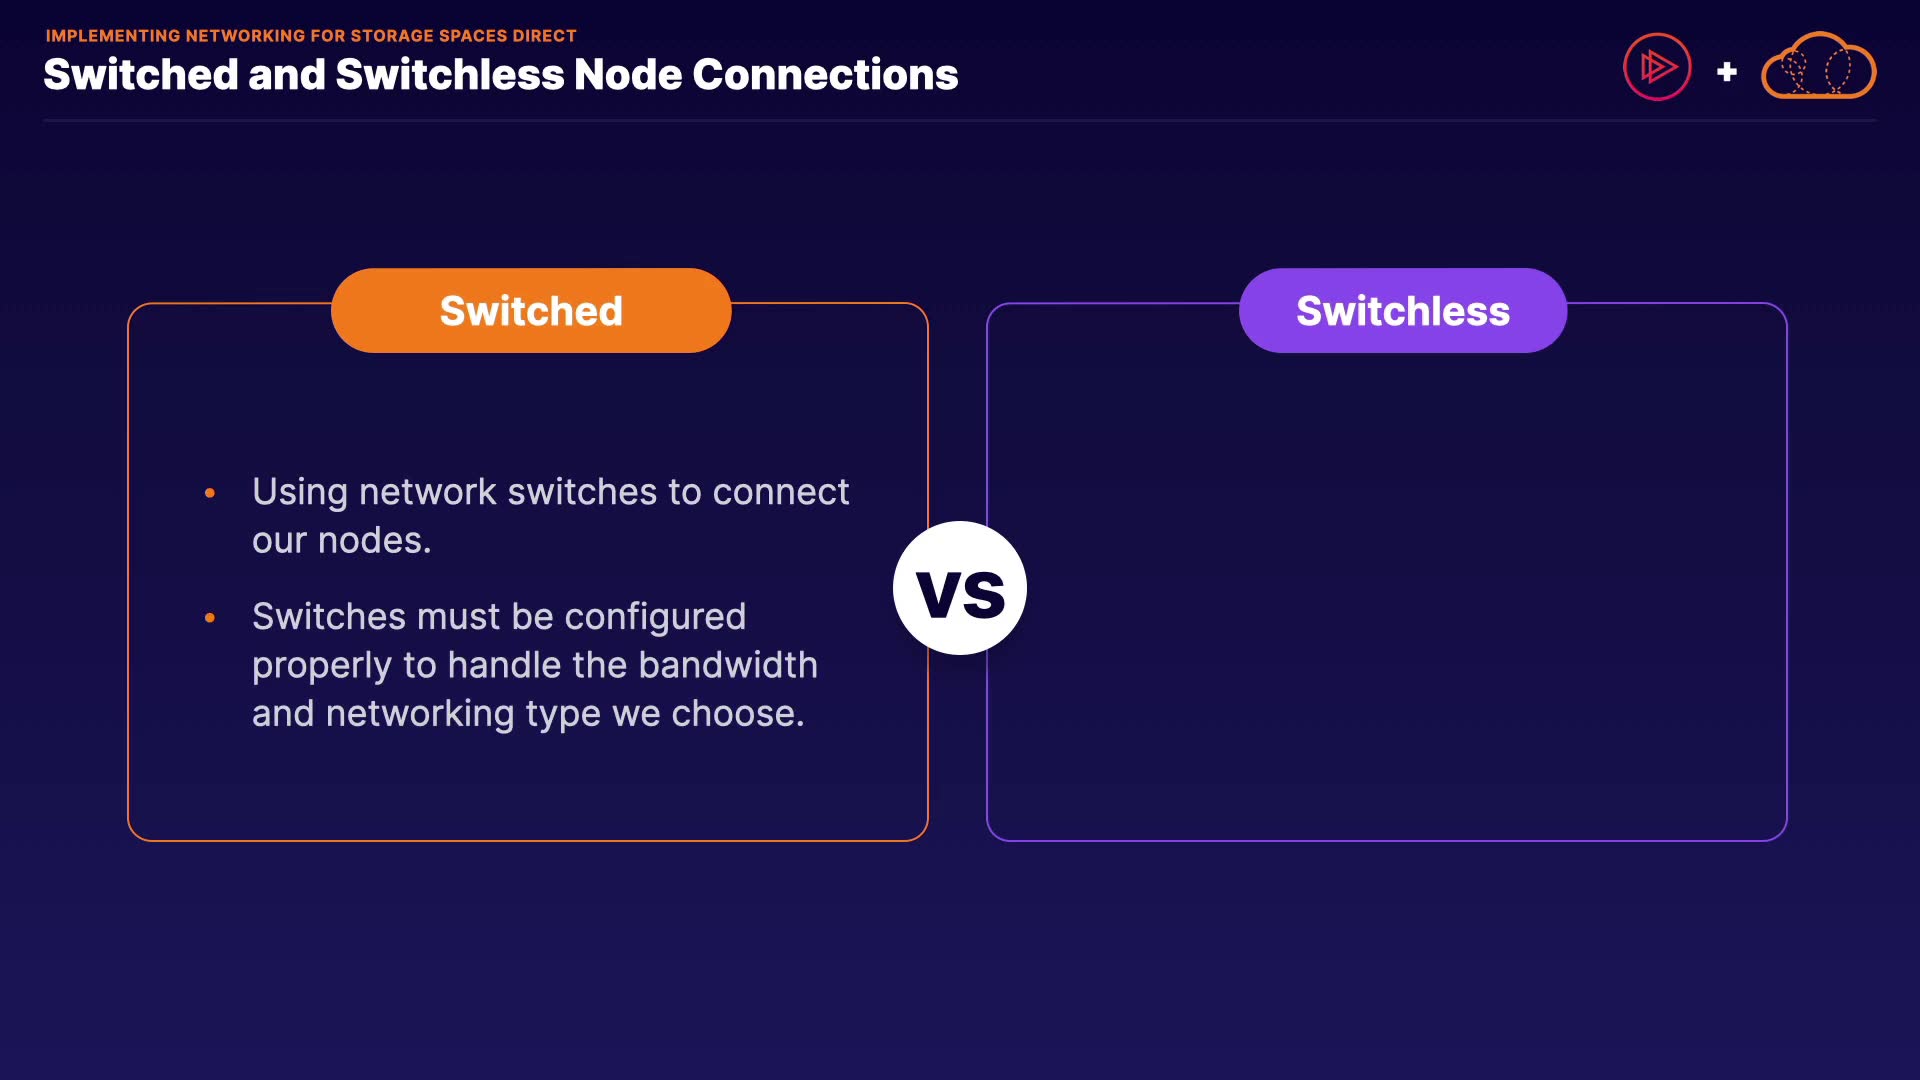 IMPLEMENTING NETWORKING FOR STORAGE SPACES DIRECT
Switched and Switchless Node Connections
+
Switched
Switchless
• Using network switches to connect
our nodes.
VS
• Switches must be configured
properly to handle the bandwidth
and networking type we choose.